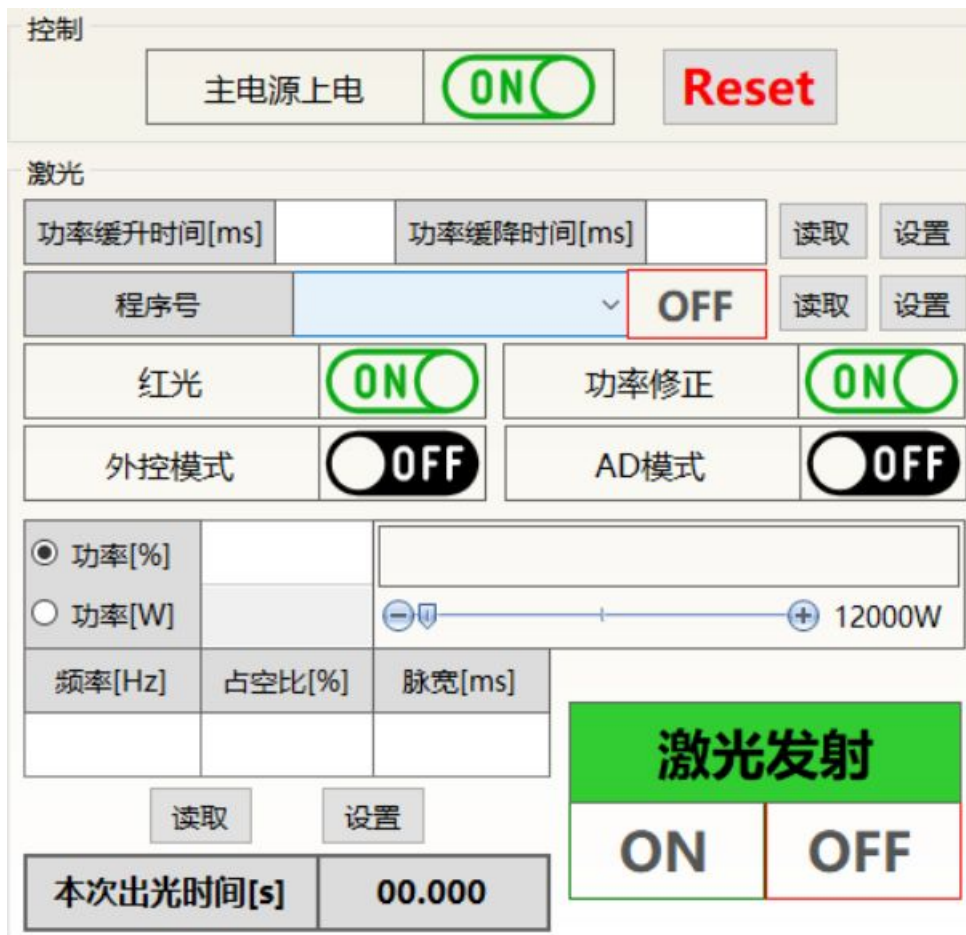 控制
主电源上电 ON Reset
激光
功率缓升时间[ms] 功率缓降时间[ms] 读取 设置
程序号 OFF 读取 设置
红光 ON 功率修正 ON
外控模式 OFF AD模式 OFF
功率[%]
功率[W] 12000W
频率[Hz] 占空比[%] 脉宽[ms]
激光发射
读取 设置
ON OFF
本次出光时间[s] 00.000